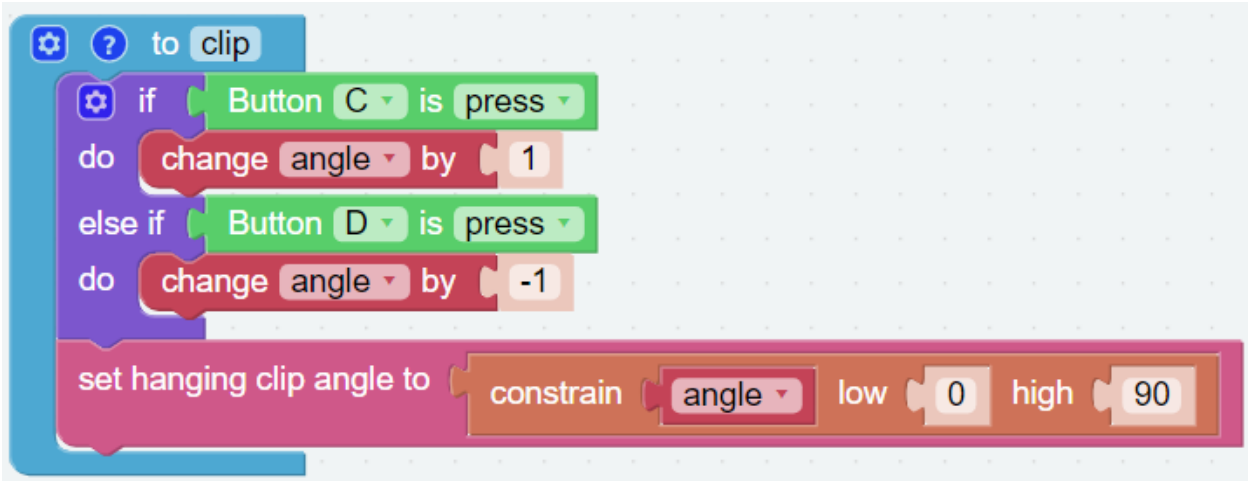 ? to clip
if Button C is press
do change angle by 1
else if Button D is press
do change angle by -1
set hanging clip angle to constrain angle low 0 high 90